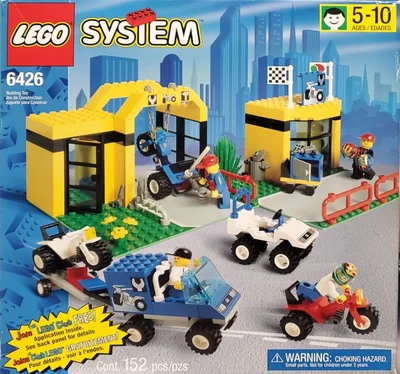 LEGO SYSTEM
5-10
AGES / EDADES
6426
Building Toy
Jeu de Construction
Juguete para Construir
Join the LEGO Club FREE!
Application Inside.
See back panel for details
Joins Club LEGO GRATUITEMENT!
Pour détails - voir à l'endos.
Cont. 152 pcs/pzs
WARNING:
CHOKING HAZARD.
Small parts. Not for children under 3 years.